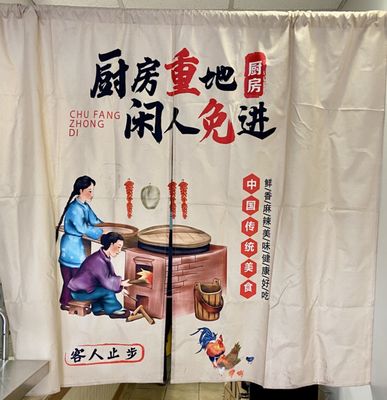 厨房重地
厨房
CHU FANG
ZHONG
DI
闲人免进
中国传统美食
鲜/香/麻/辣/美/味/健/康/好/吃
客人止步